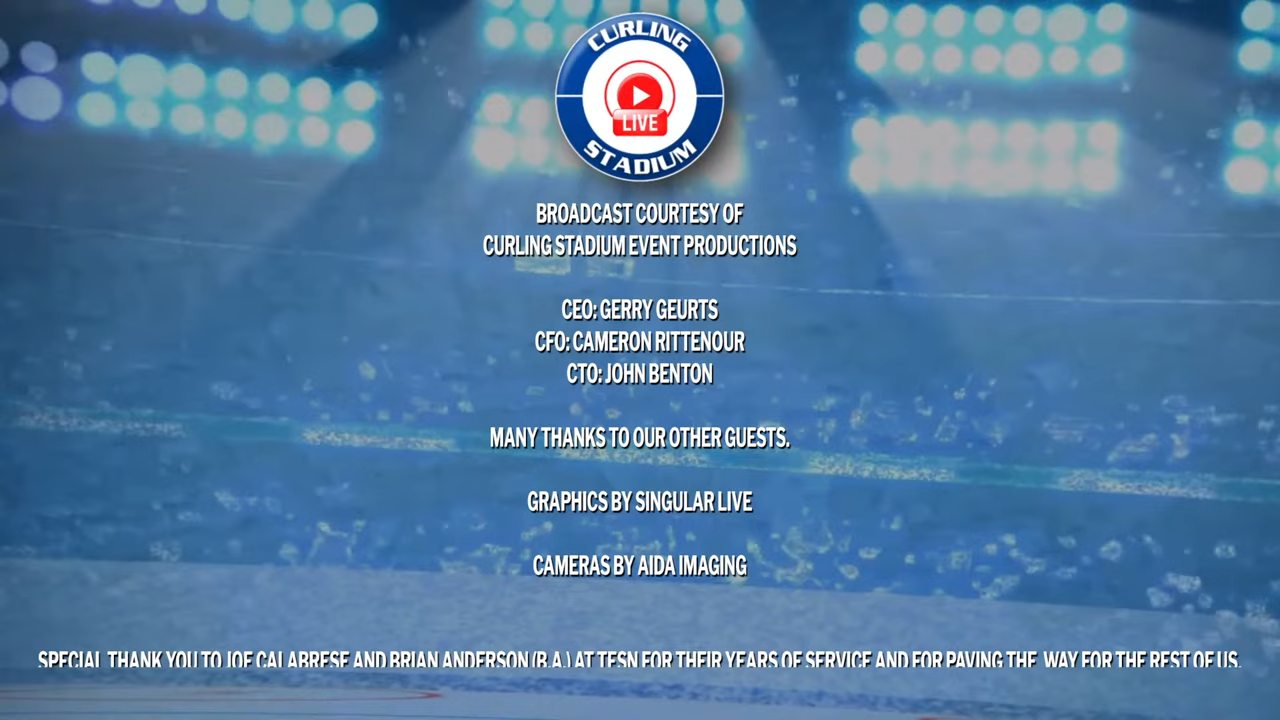 CURLING
LIVE
STADIUM
BROADCAST COURTESY OF
CURLING STADIUM EVENT PRODUCTIONS
CEO: GERRY GEURTS
CFO: CAMERON RITTENOUR
CTO: JOHN BENTON
MANY THANKS TO OUR OTHER GUESTS.
GRAPHICS BY SINGULAR LIVE
CAMERAS BY AIDA IMAGING
SPECIAL THANK YOU TO JOE CALABRESE AND BRIAN ANDERSON (B.A.) AT TESN FOR THEIR YEARS OF SERVICE AND FOR PAVING THE WAY FOR THE REST OF US.